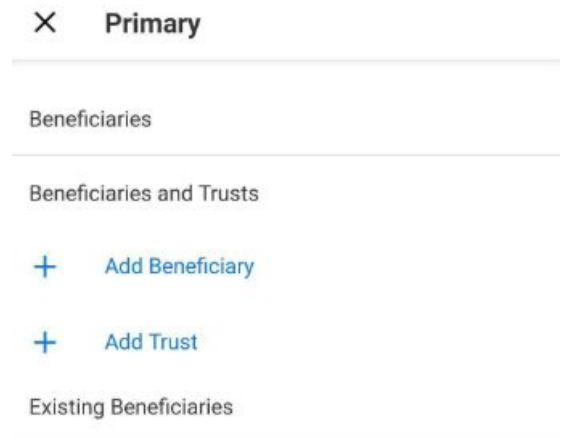 Primary
Beneficiaries
Beneficiaries and Trusts
+ Add Beneficiary
+ Add Trust
Existing Beneficiaries